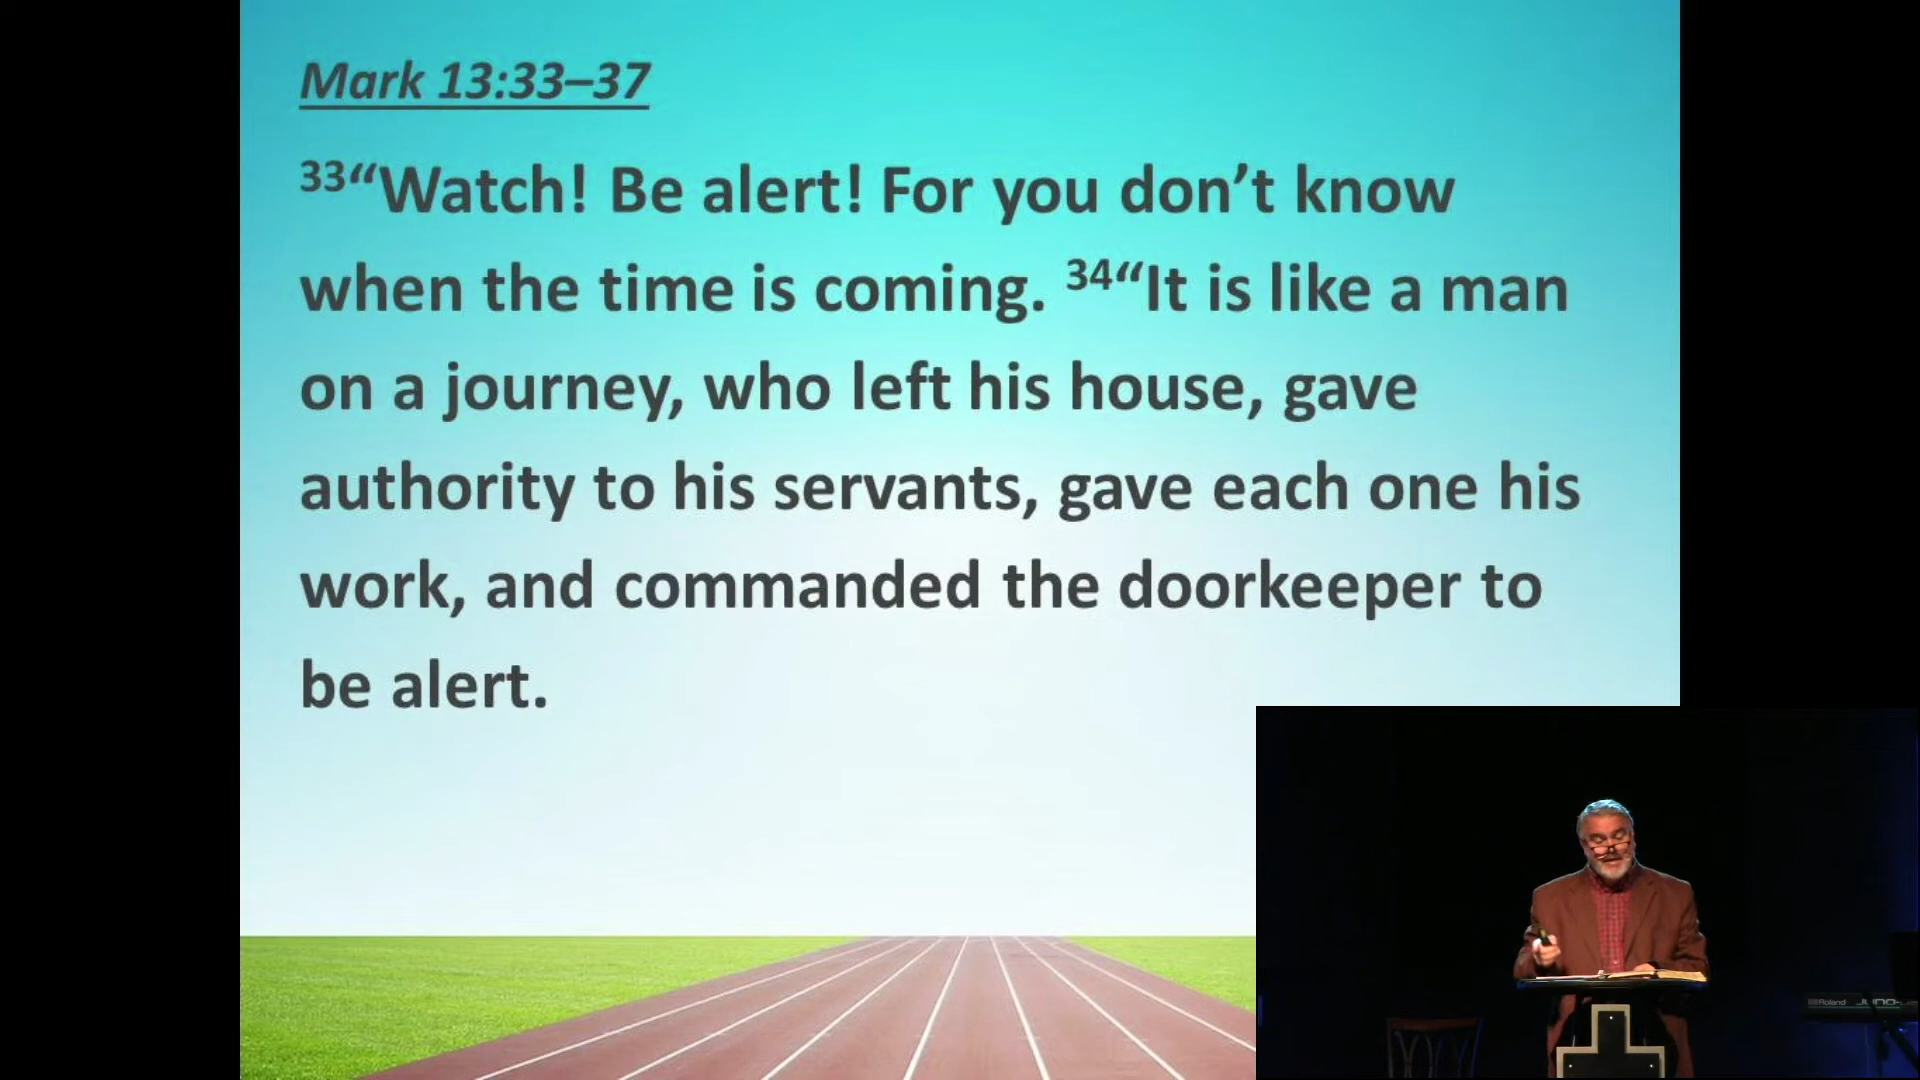 Mark 13:33–37
33“Watch! Be alert! For you don’t know
when the time is coming. 34“It is like a man
on a journey, who left his house, gave
authority to his servants, gave each one his
work, and commanded the doorkeeper to
be alert.
Roland JUNO-